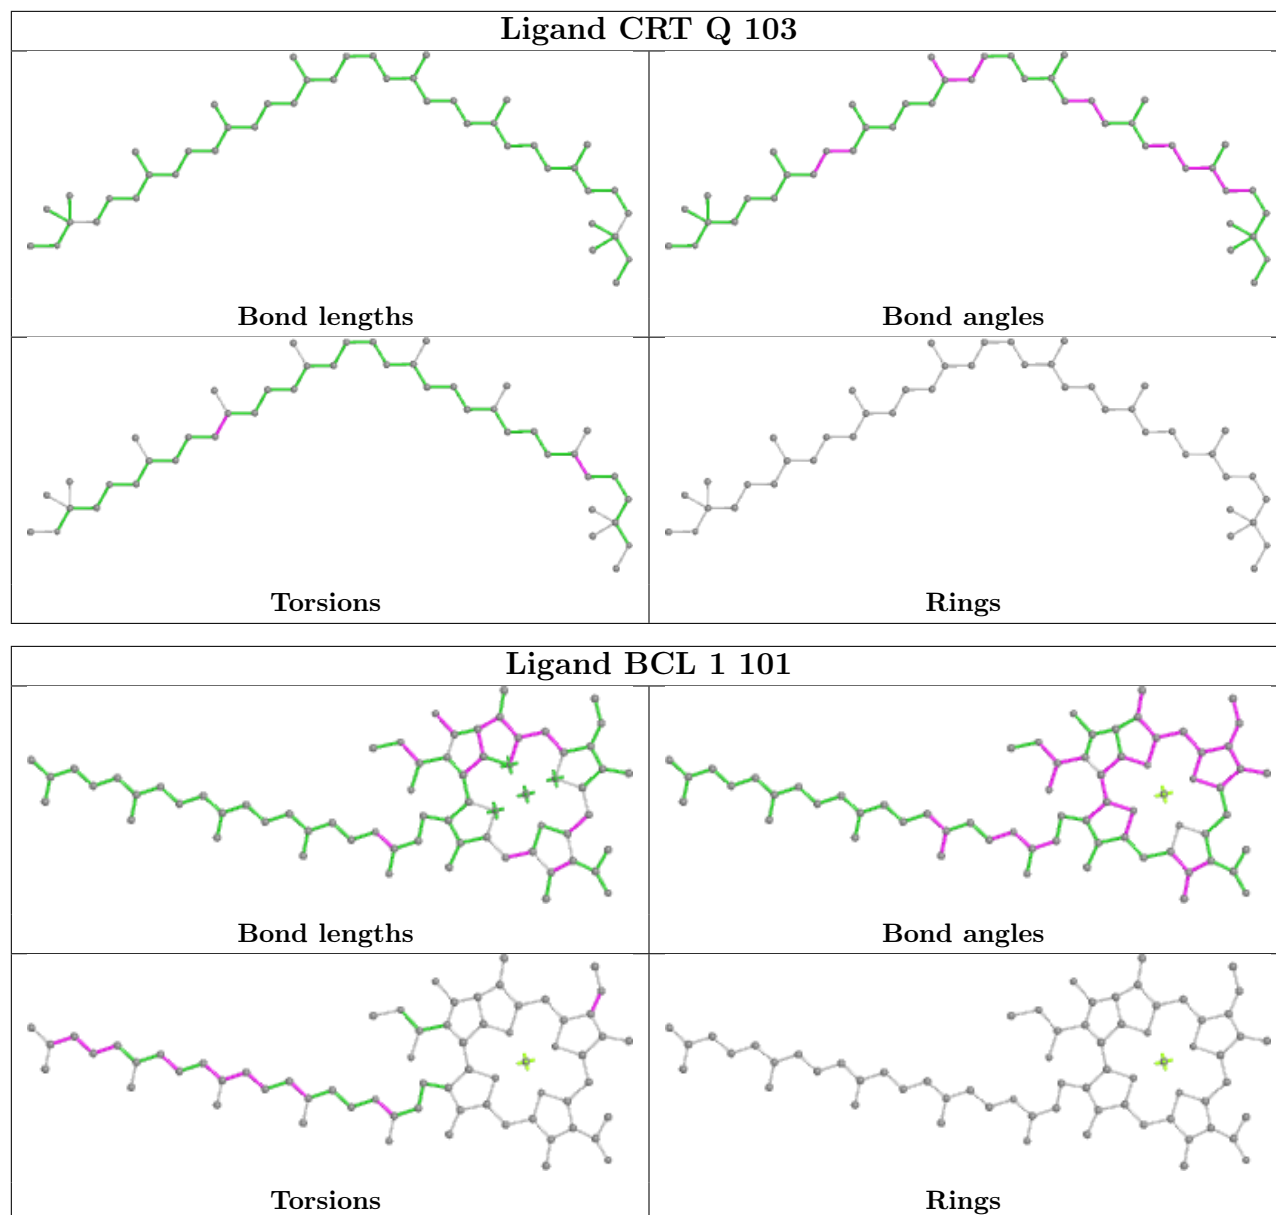 Ligand CRT Q 103
Bond lengths
Bond angles
Torsions
Rings
Ligand BCL 1 101
Bond lengths
Bond angles
Torsions
Rings